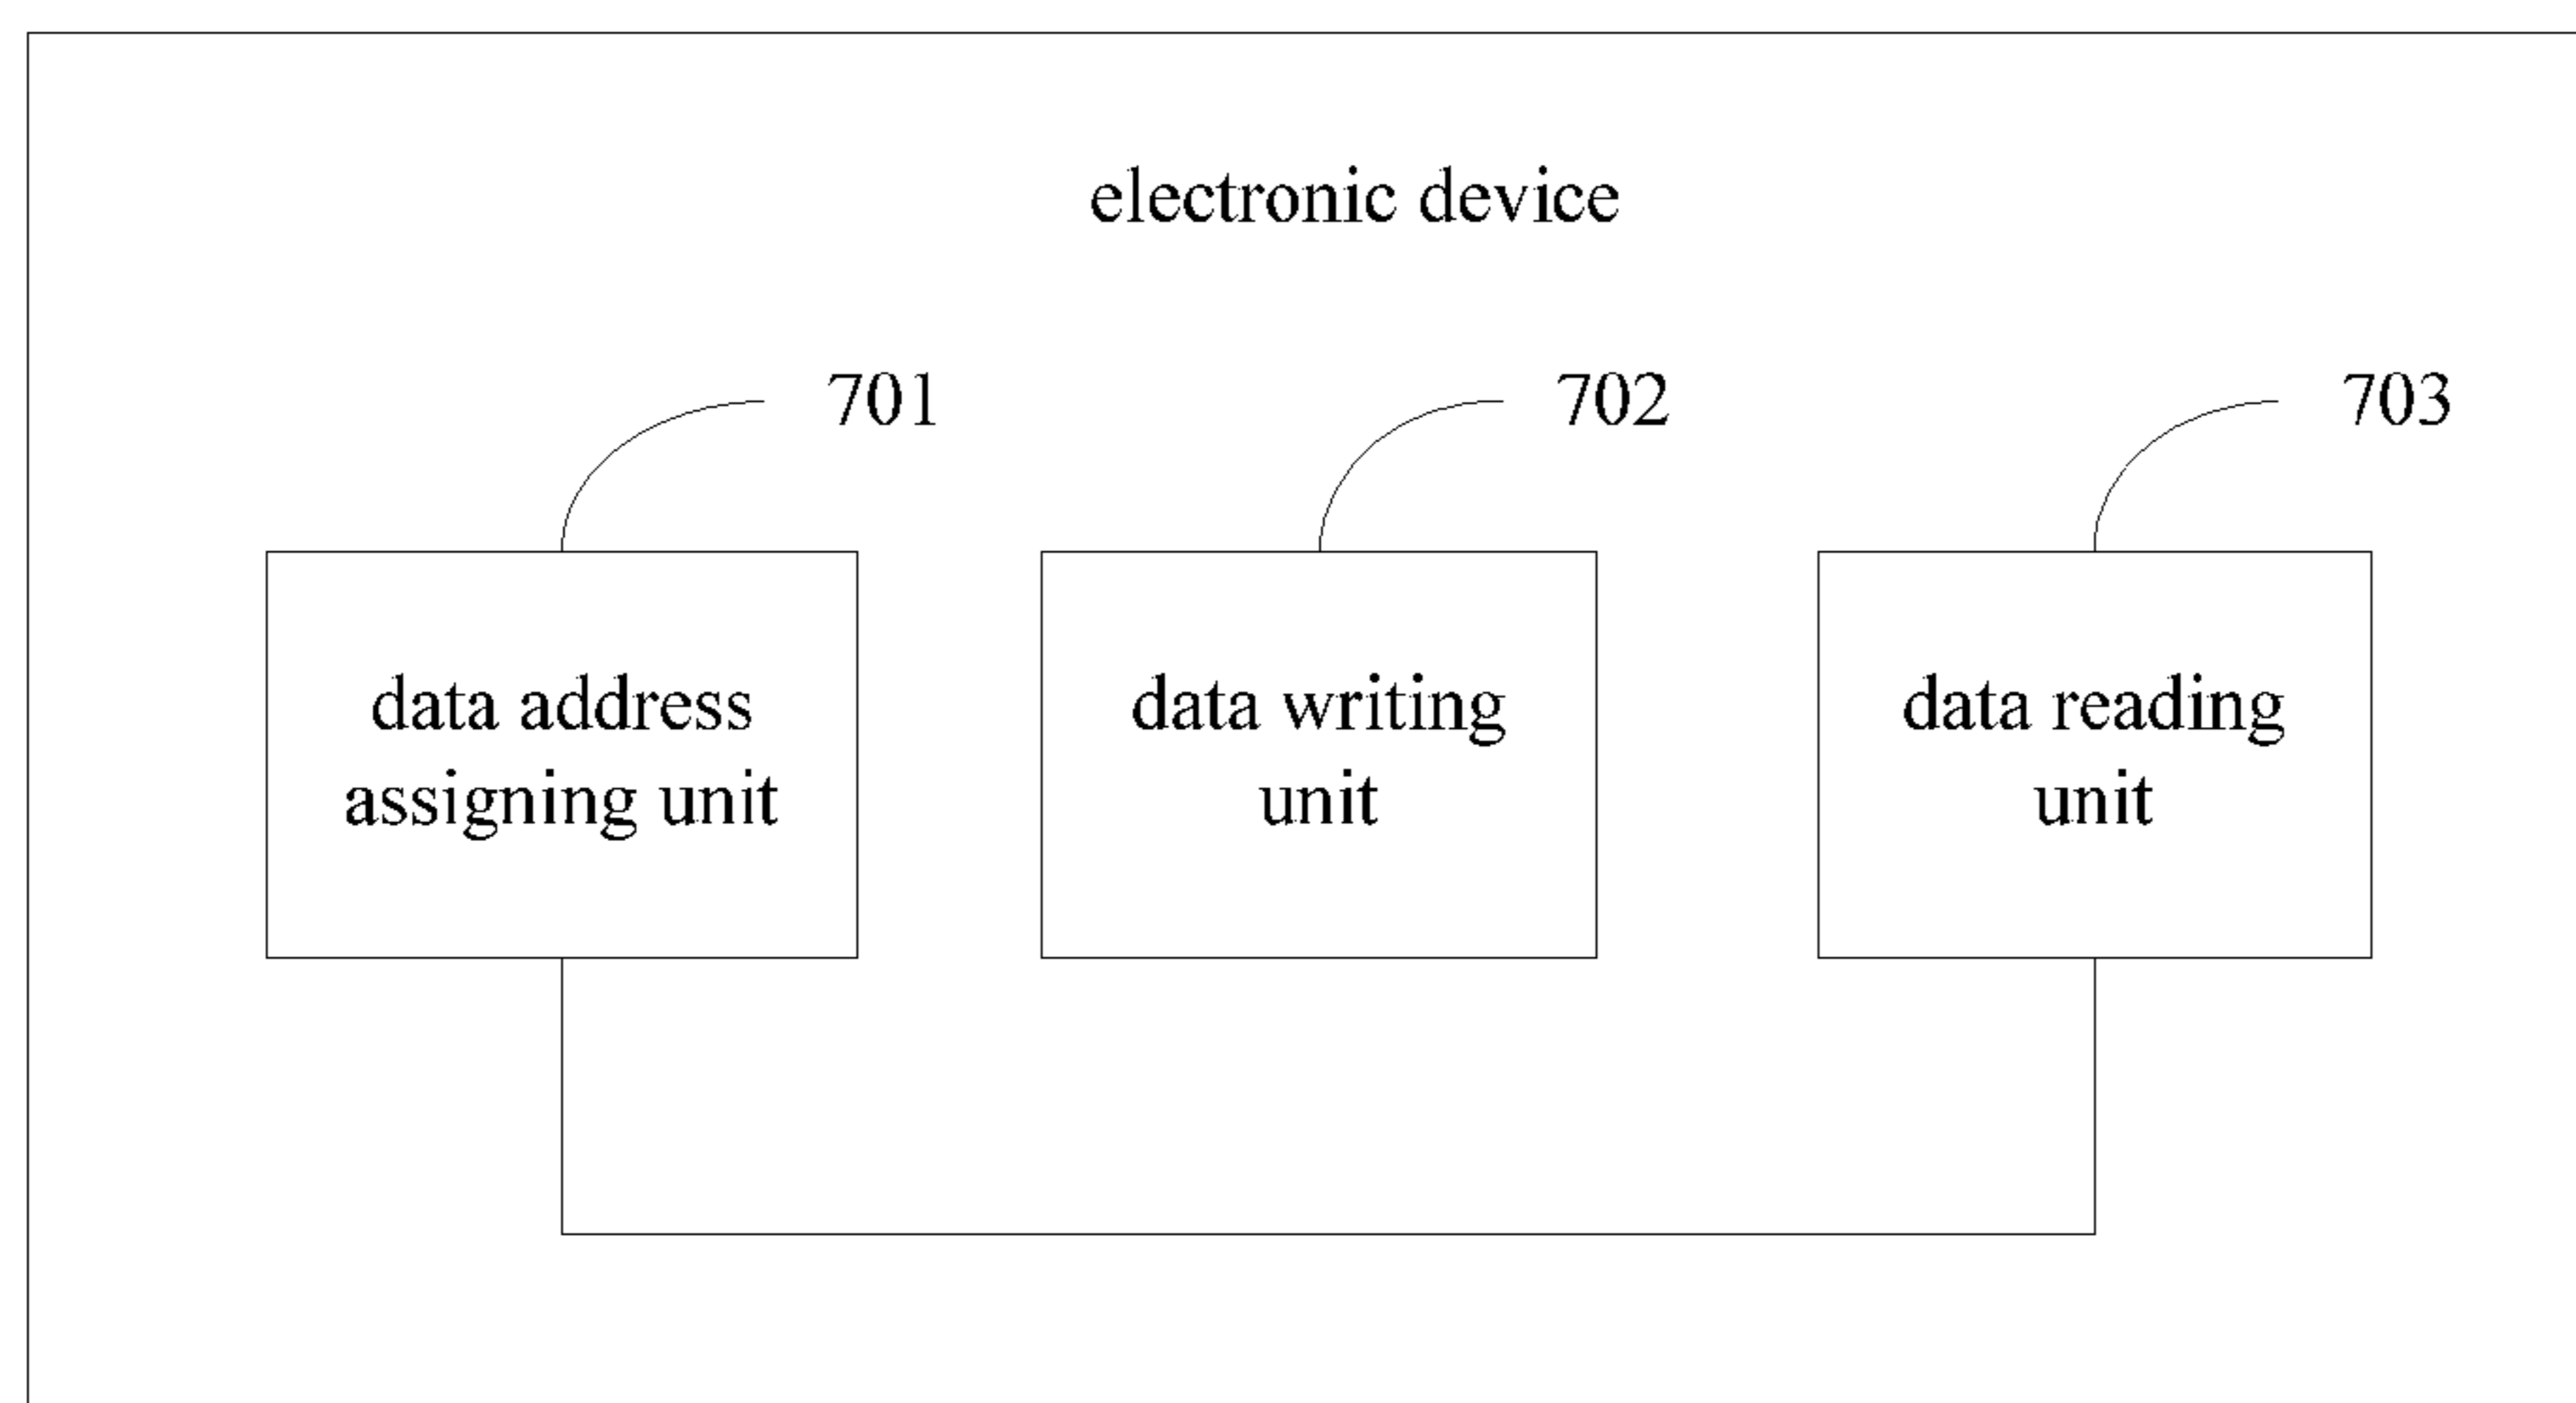 electronic device
701
702
703
data address
assigning unit
data writing
unit
data reading
unit